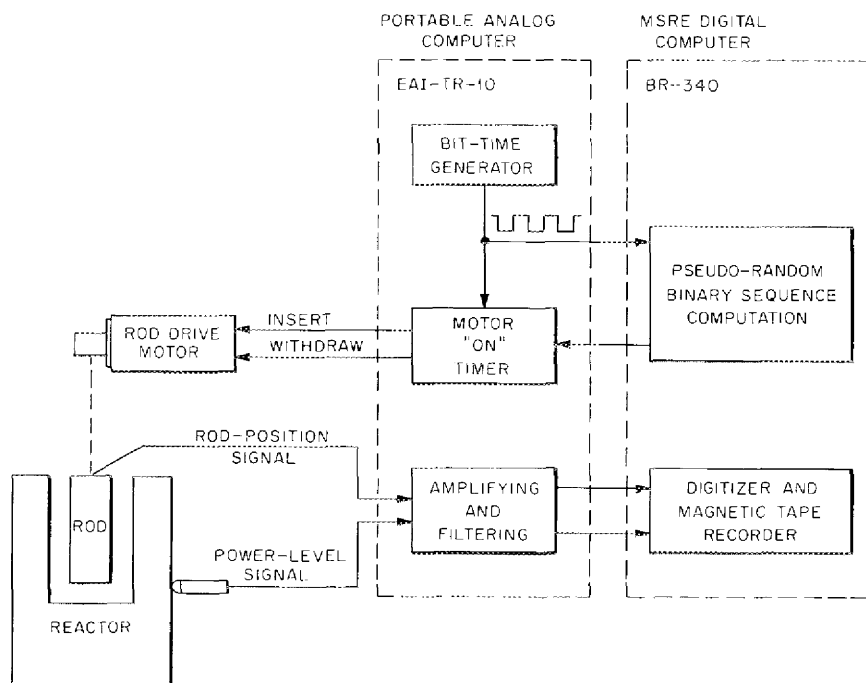 PORTABLE ANALOG
COMPUTER
MSRE DIGITAL
COMPUTER
EAI-TR-10
BR-340
BIT-TIME
GENERATOR
PSEUDO-RANDOM
BINARY SEQUENCE
COMPUTATION
ROD DRIVE
MOTOR
INSERT
WITHDRAW
MOTOR
"ON"
TIMER
ROD-POSITION
SIGNAL
AMPLIFYING
AND
FILTERING
DIGITIZER AND
MAGNETIC TAPE
RECORDER
ROD
POWER-LEVEL
SIGNAL
REACTOR